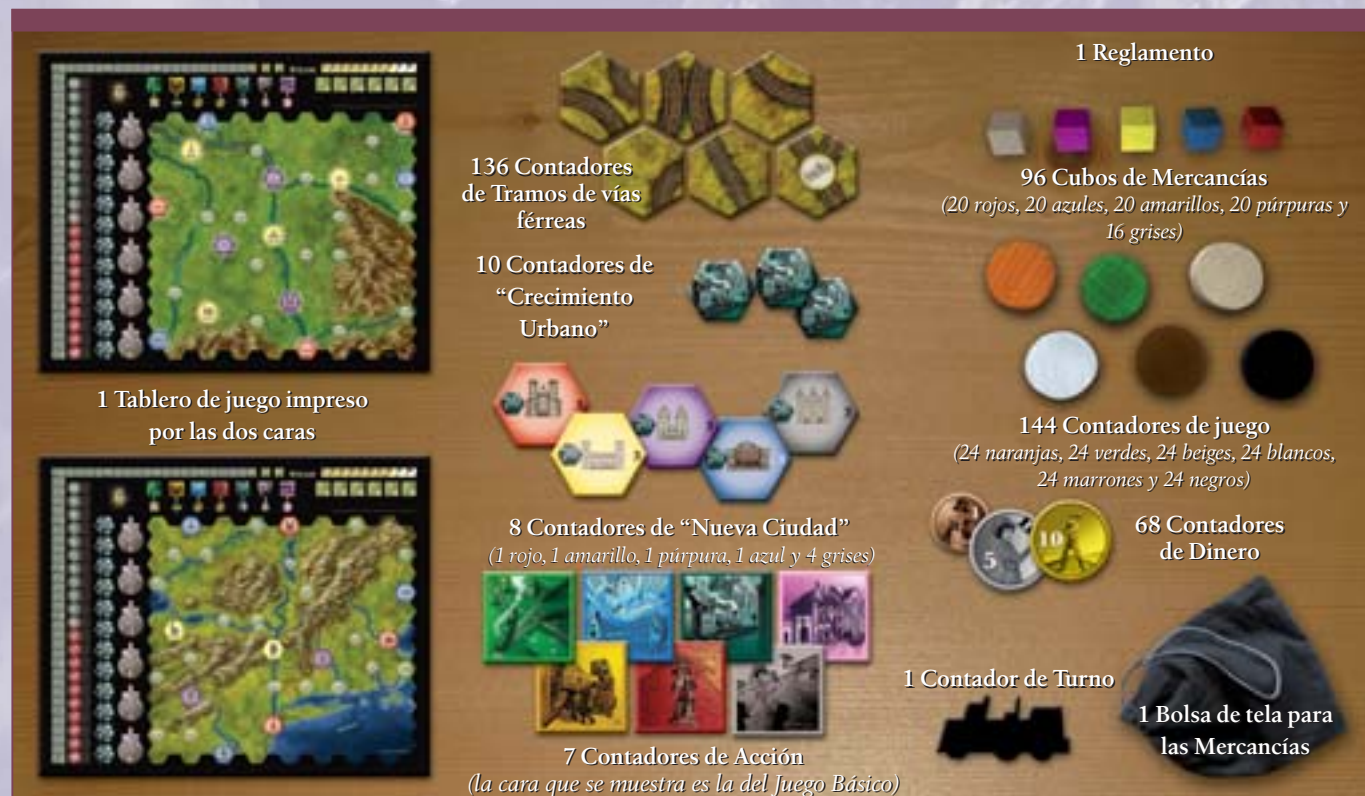 1 Tablero de juego impreso
por las dos caras
136 Contadores
de Tramos de vías
férreas
10 Contadores de
“Crecimiento
Urbano”
8 Contadores de “Nueva Ciudad”
(1 rojo, 1 amarillo, 1 púrpura, 1 azul y 4 grises)
7 Contadores de Acción
(la cara que se muestra es la del Juego Básico)
1 Reglamento
96 Cubos de Mercancías
(20 rojos, 20 azules, 20 amarillos, 20 púrpuras y
16 grises)
144 Contadores de juego
(24 naranjas, 24 verdes, 24 beiges, 24 blancos,
24 marrones y 24 negros)
5
10
68 Contadores
de Dinero
1 Contador de Turno
1 Bolsa de tela para
las Mercancías